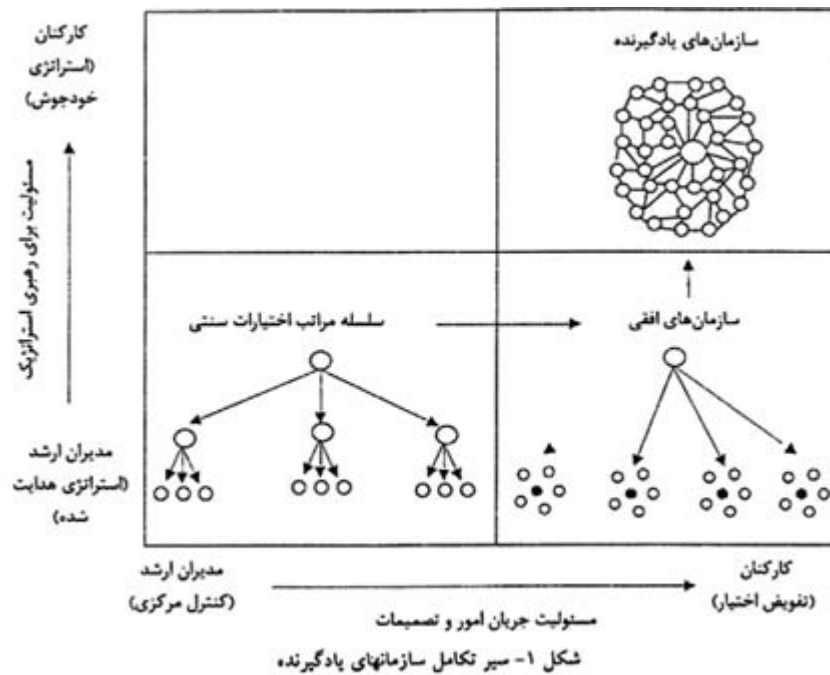 کارکنان
(استراتژی
خودجوش)
سازمان‌های یادگیرنده
مسئولیت برای رهبری استراتژیک
سلسله مراتب اختیارات سنتی
سازمان‌های افقی
مدیران ارشد
(استراتژی هدایت
شده)
مدیران ارشد
(کنترل مرکزی)
کارکنان
(تفویض اختیار)
مسئولیت جریان امور و تصمیمات
شکل ۱- سیر تکامل سازمانهای یادگیرنده